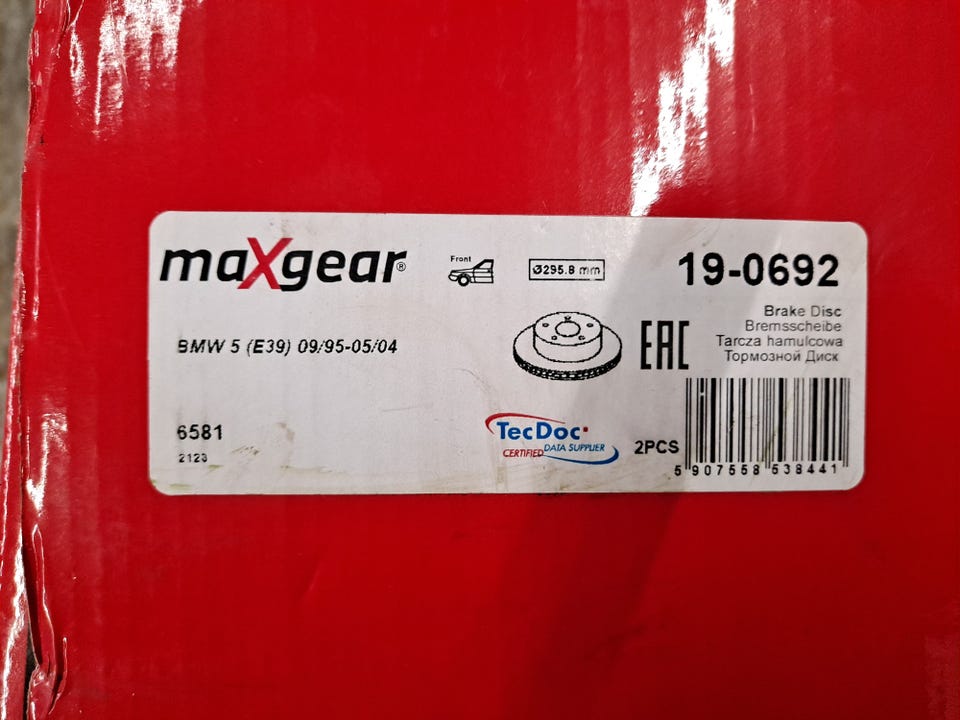 maXgear®
Front
Ø295.8 mm
19-0692
Brake Disc
Bremsscheibe
Tarcza hamulcowa
Тормозной Диск
EAC
BMW 5 (E39) 09/95-05/04
6581
2123
TecDoc
CERTIFIED DATA SUPPLIER
2PCS
5 907558 538441